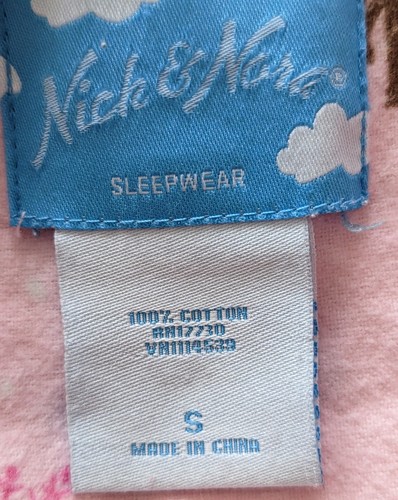 Nick & Nora®
SLEEPWEAR
100% COTTON
RN17730
VN1114539
S
MADE IN CHINA